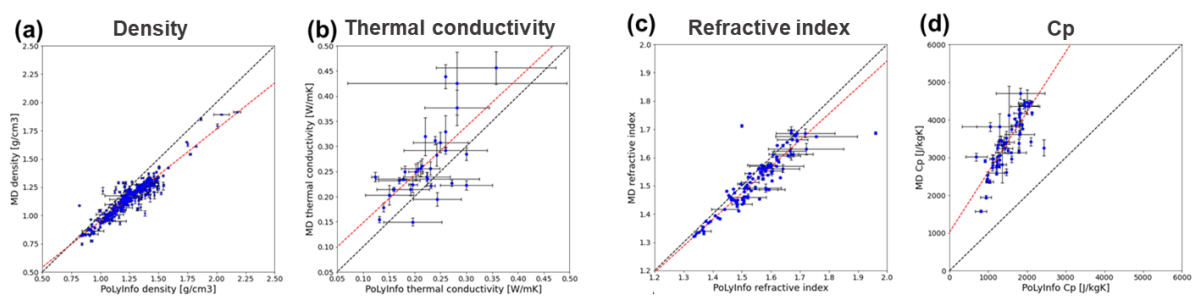 (a) Density
MD density [g/cm3]
2.50
2.25
2.00
1.75
1.50
1.25
1.00
0.75
0.50
0.50 0.75 1.00 1.25 1.50 1.75 2.00 2.25 2.50
PoLyInfo density [g/cm3]
(b) Thermal conductivity
MD thermal conductivity [W/mK]
0.50
0.45
0.40
0.35
0.30
0.25
0.20
0.15
0.10
0.05
0.05 0.10 0.15 0.20 0.25 0.30 0.35 0.40 0.45 0.50
PoLyInfo thermal conductivity [W/mK]
(c) Refractive index
MD refractive index
2.0
1.9
1.8
1.7
1.6
1.5
1.4
1.3
1.2
1.2 1.3 1.4 1.5 1.6 1.7 1.8 1.9 2.0
PoLyInfo refractive index
(d) Cp
MD Cp [J/kgK]
6000
5000
4000
3000
2000
1000
0
0 1000 2000 3000 4000 5000 6000
PoLyInfo Cp [J/kgK]